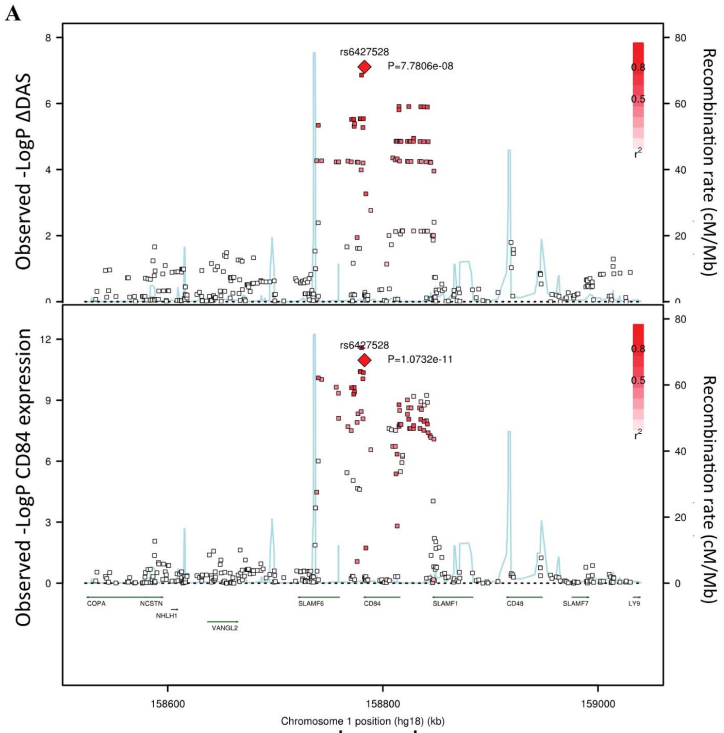 A
Observed -LogP ΔDAS
8
6
4
2
0
rs6427528
P=7.7806e-08
0.8
0.5
r2
80
60
40
20
0
Recombination rate (cM/Mb)
Observed -LogP CD84 expression
12
9
6
3
0
rs6427528
P=1.0732e-11
0.8
0.5
r2
80
60
40
20
0
Recombination rate (cM/Mb)
COPA NCSTN SLAMF6 CD84 SLAMF1 CD48 SLAMF7 LY9
NHLH1
VANGL2
158600 158800 159000
Chromosome 1 position (hg18) (kb)